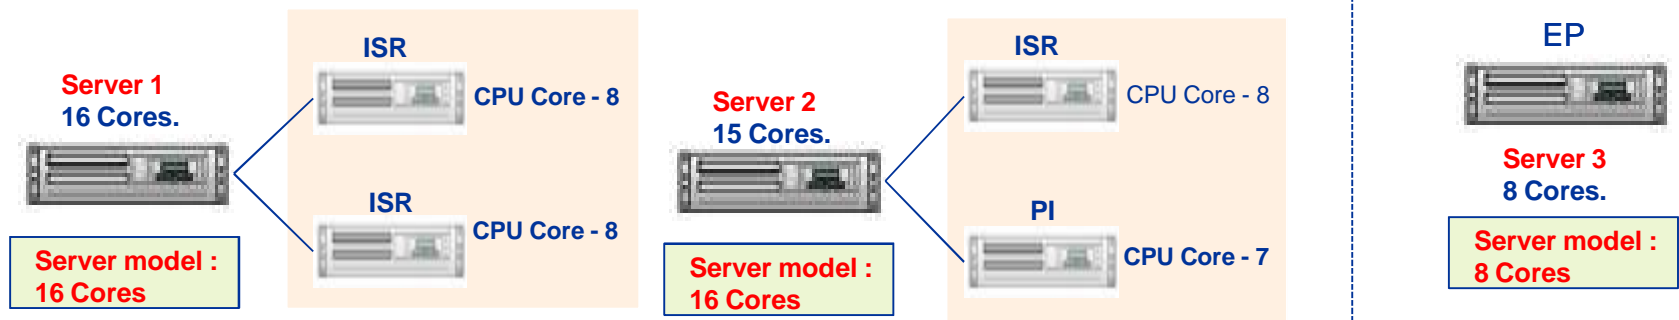 ISR
Server 1
16 Cores.
CPU Core - 8
ISR
CPU Core - 8
Server model :
16 Cores
Server 2
15 Cores.
ISR
CPU Core - 8
PI
CPU Core - 7
Server model :
16 Cores
EP
Server 3
8 Cores.
Server model :
8 Cores